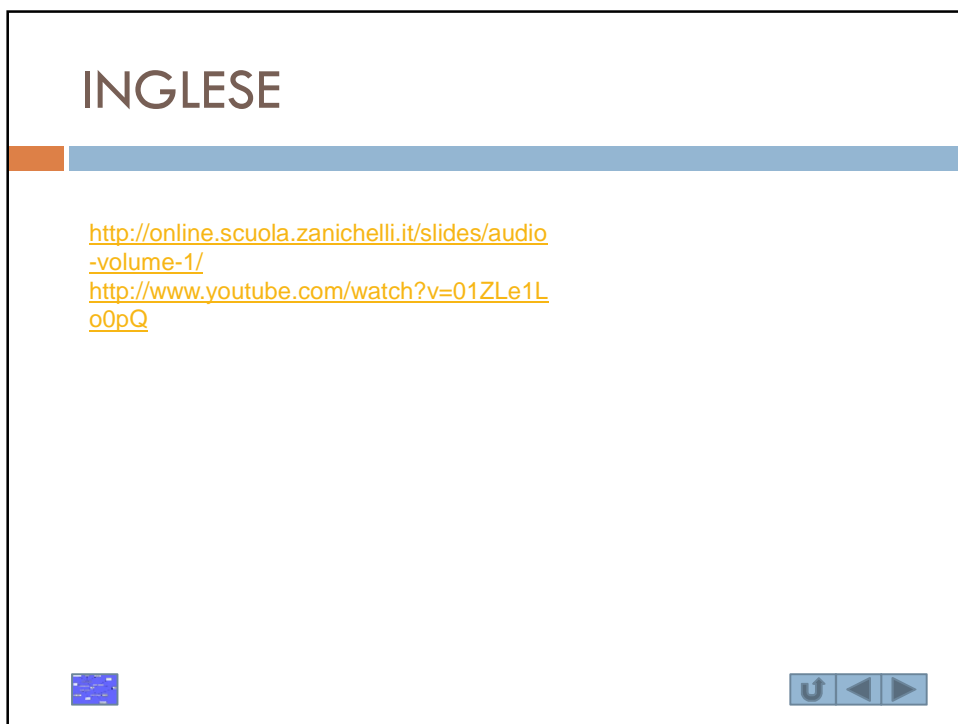 INGLESE
http://online.scuola.zanichelli.it/slides/audio
-volume-1/
http://www.youtube.com/watch?v=01ZLe1L
o0pQ